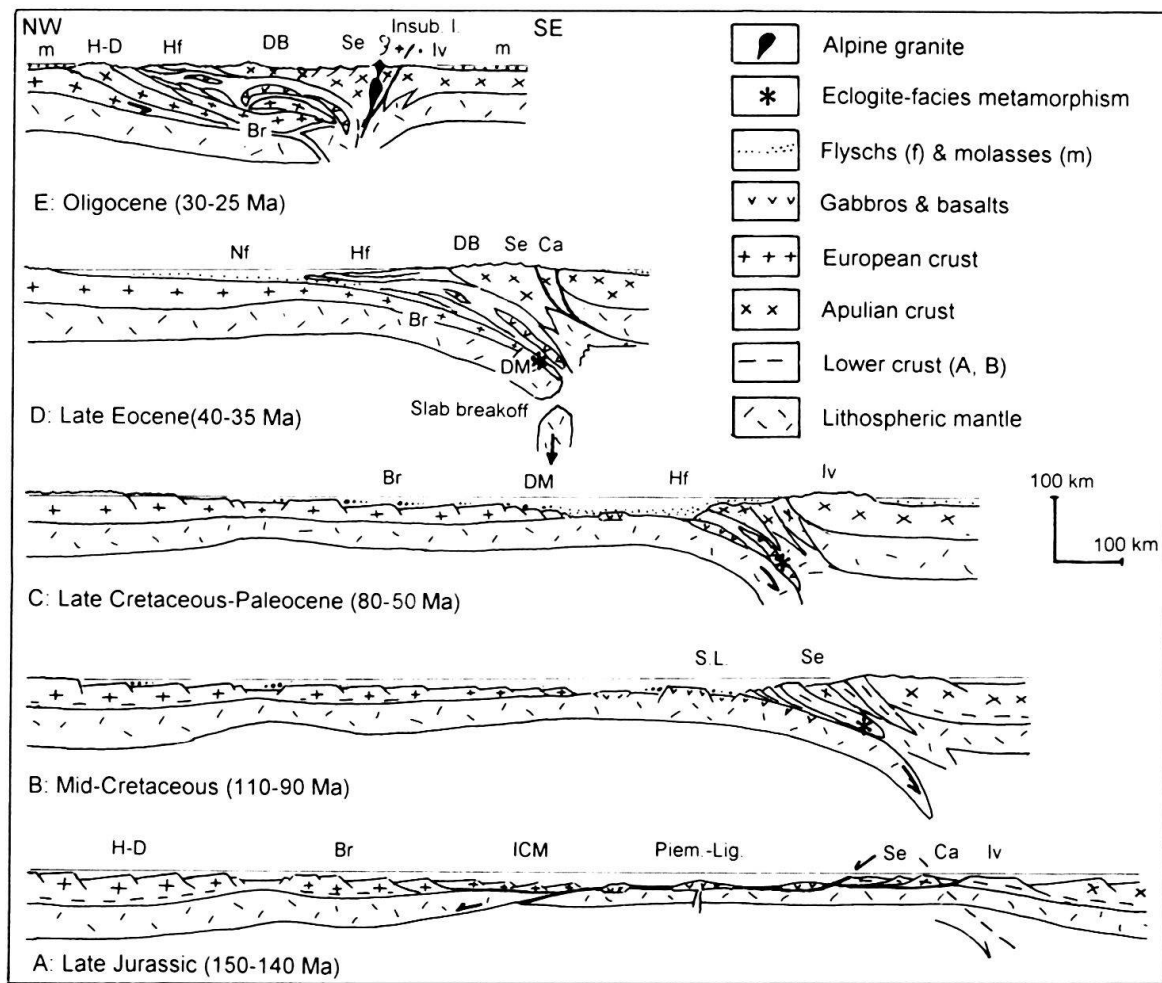 NW SE
Insub. l.
m H-D Hf DB Se Iv m
Br
E: Oligocene (30-25 Ma)
Alpine granite
Eclogite-facies metamorphism
Flyschs (f) & molasses (m)
Gabbros & basalts
European crust
Apulian crust
Lower crust (A, B)
Lithospheric mantle
Nf Hf DB Se Ca
Br
DM
D: Late Eocene(40-35 Ma)
Slab breakoff
Br DM Hf Iv
100 km
100 km
C: Late Cretaceous-Paleocene (80-50 Ma)
S.L. Se
B: Mid-Cretaceous (110-90 Ma)
H-D Br ICM Piem.-Lig. Se Ca Iv
A: Late Jurassic (150-140 Ma)